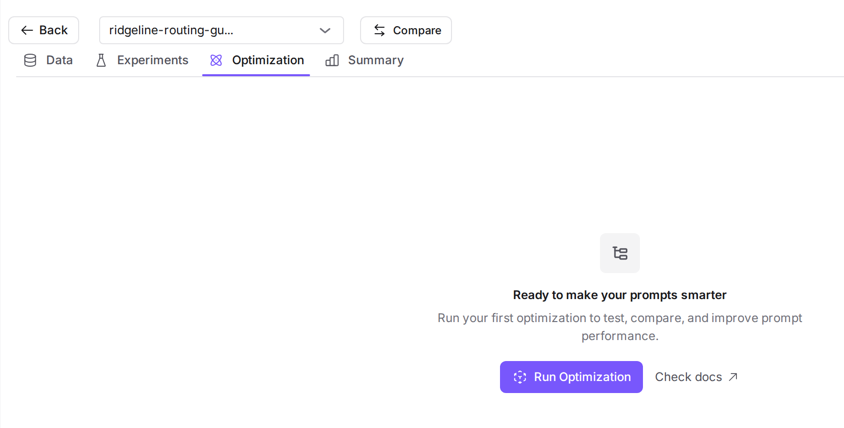 Back
ridgeline-routing-gu...
Compare
Data
Experiments
Optimization
Summary
Ready to make your prompts smarter
Run your first optimization to test, compare, and improve prompt
performance.
Run Optimization
Check docs